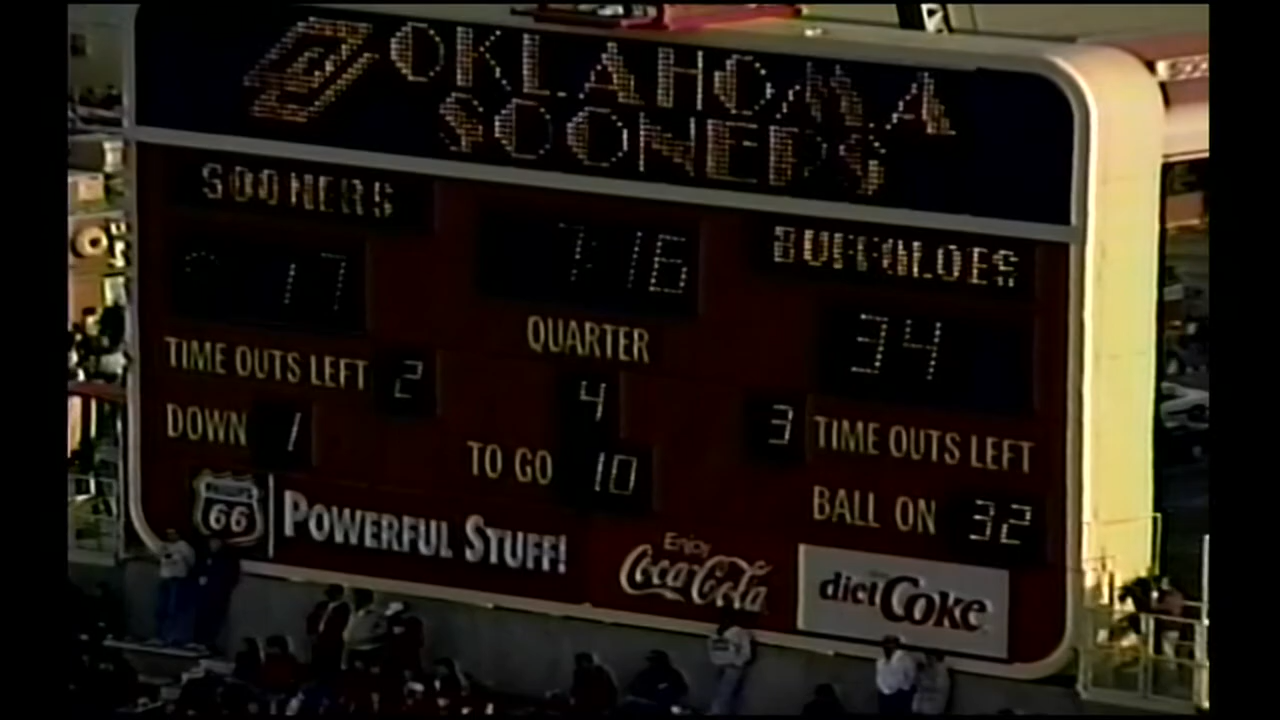 OKLAHOMA
SOONERS
SOONERS
7:16
BUFFALOES
17
QUARTER
34
TIME OUTS LEFT 2
4
3 TIME OUTS LEFT
DOWN 1
TO GO 10
BALL ON 32
PHILLIPS
66
POWERFUL STUFF!
Enjoy
Coca-Cola
diet Coke